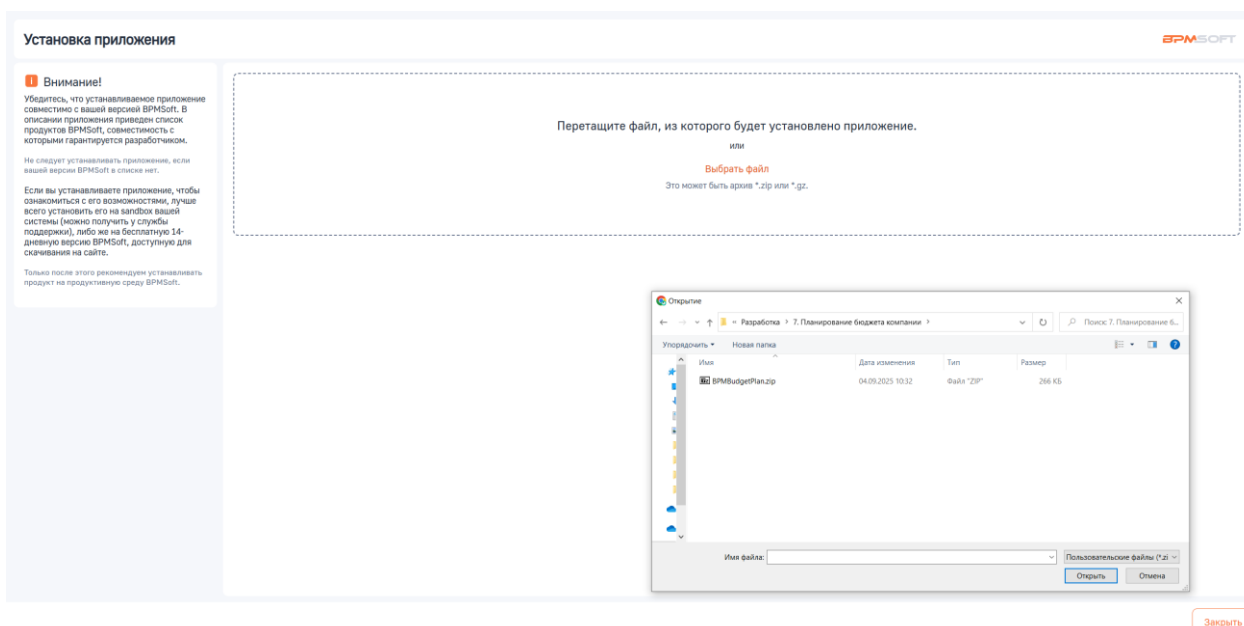 Установка приложения
BPMSOFT
Внимание!
Убедитесь, что устанавливаемое приложение
совместимо с вашей версией BPMSoft. В
описании приложения приведен список
продуктов BPMSoft, совместимость с
которыми гарантируется разработчиком.
Не следует устанавливать приложение, если
вашей версии BPMSoft в списке нет.
Если вы устанавливаете приложение, чтобы
ознакомиться с его возможностями, лучше
всего установить его на sandbox вашей
системы (можно получить у службы
поддержки), либо же на бесплатную 14-
дневную версию BPMSoft, доступную для
скачивания на сайте.
Только после этого рекомендуем устанавливать
продукт на продуктивную среду BPMSoft.
Перетащите файл, из которого будет установлено приложение.
или
Выбрать файл
Это может быть архив *.zip или *.gz.
Открытие
« Разработка > 7. Планирование бюджета компании >
Поиск: 7. Планирование б...
Упорядочить
Новая папка
Имя Дата изменения Тип Размер
BPMBudgetPlan.zip 04.09.2025 10:32 Файл "ZIP" 266 КБ
Имя файла:
Пользовательские файлы (*.zi
Открыть Отмена
Закрыть